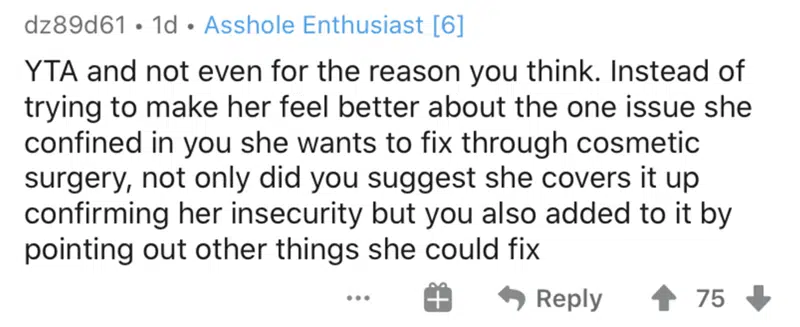 dz89d61 • 1d • Asshole Enthusiast [6]
YTA and not even for the reason you think. Instead of
trying to make her feel better about the one issue she
confined in you she wants to fix through cosmetic
surgery, not only did you suggest she covers it up
confirming her insecurity but you also added to it by
pointing out other things she could fix
... Reply 75